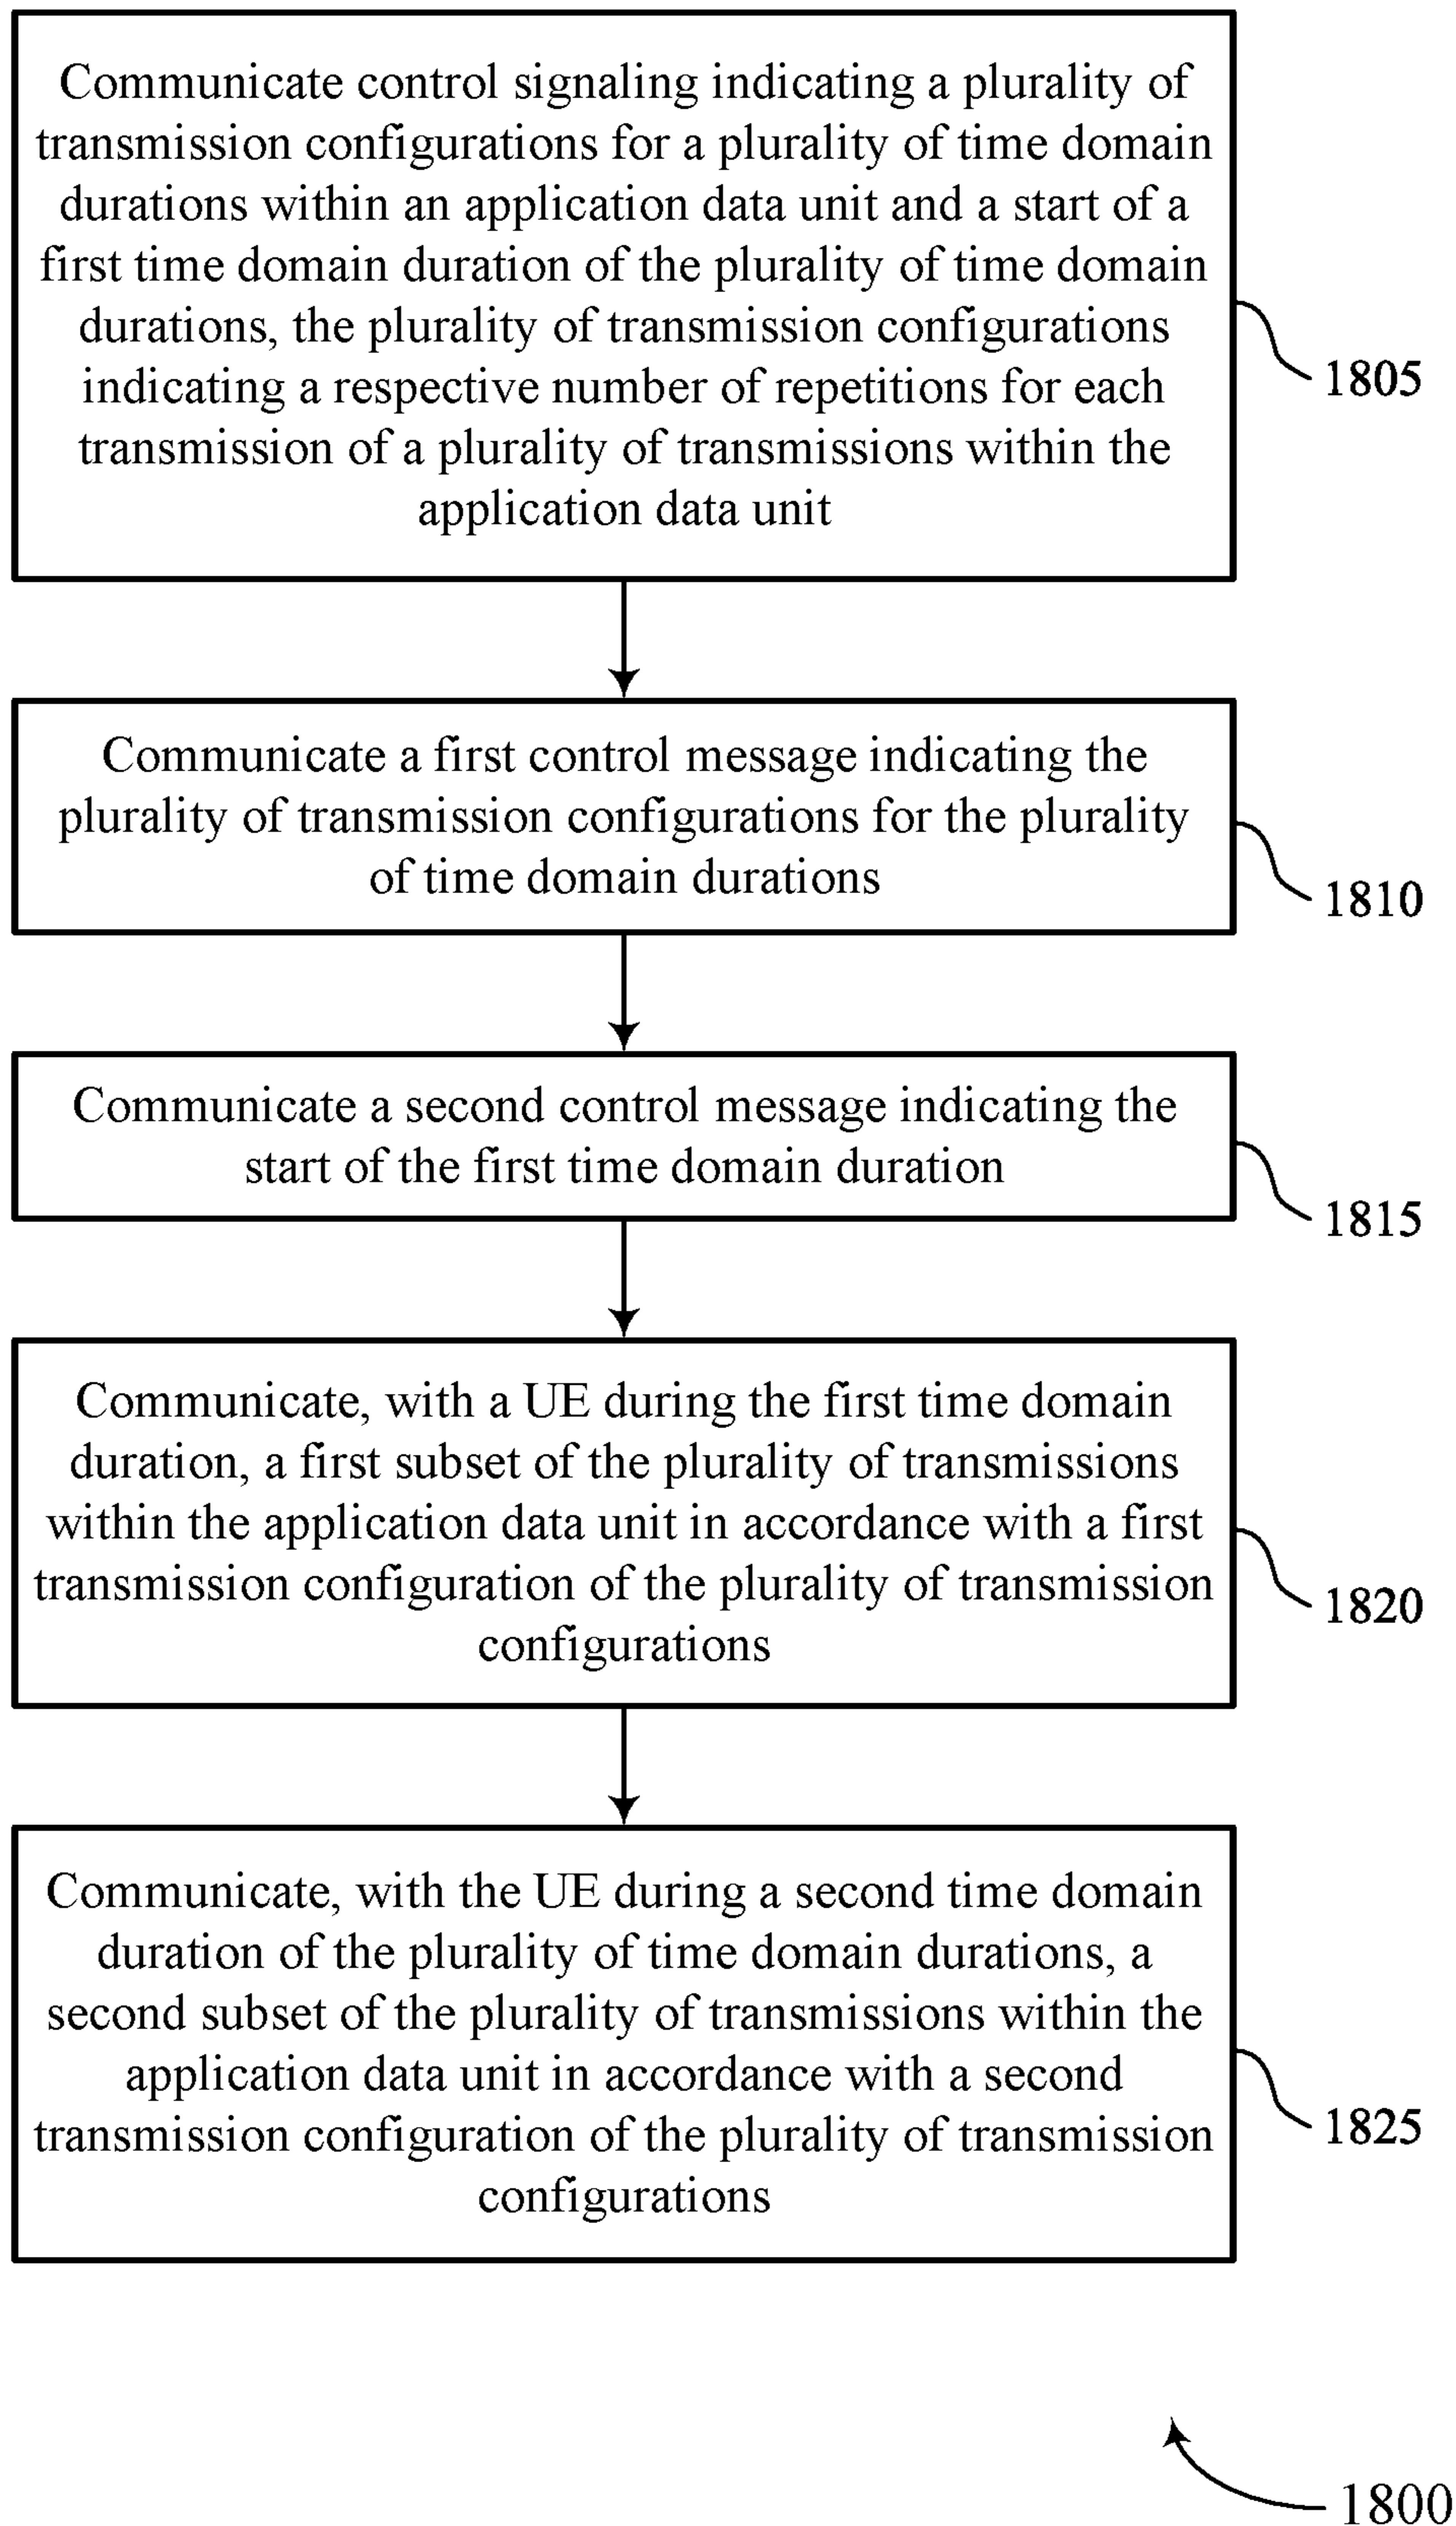 Communicate control signaling indicating a plurality of
transmission configurations for a plurality of time domain
durations within an application data unit and a start of a
first time domain duration of the plurality of time domain
durations, the plurality of transmission configurations
indicating a respective number of repetitions for each
transmission of a plurality of transmissions within the
application data unit
1805
Communicate a first control message indicating the
plurality of transmission configurations for the plurality
of time domain durations
1810
Communicate a second control message indicating the
start of the first time domain duration
1815
Communicate, with a UE during the first time domain
duration, a first subset of the plurality of transmissions
within the application data unit in accordance with a first
transmission configuration of the plurality of transmission
configurations
1820
Communicate, with the UE during a second time domain
duration of the plurality of time domain durations, a
second subset of the plurality of transmissions within the
application data unit in accordance with a second
transmission configuration of the plurality of transmission
configurations
1825
1800